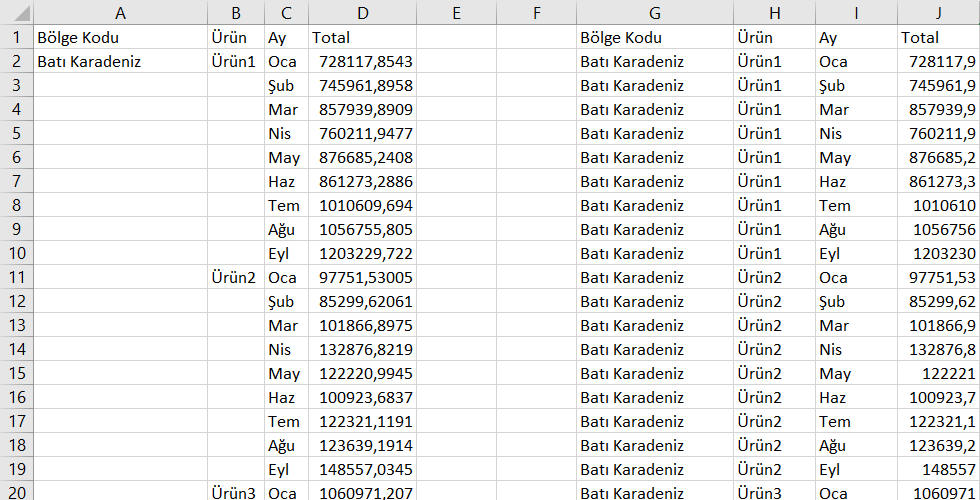 A B C D E F G H I J
1 Bölge Kodu Ürün Ay Total Bölge Kodu Ürün Ay Total
2 Batı Karadeniz Ürün1 Oca 728117,8543 Batı Karadeniz Ürün1 Oca 728117,9
3 Şub 745961,8958 Batı Karadeniz Ürün1 Şub 745961,9
4 Mar 857939,8909 Batı Karadeniz Ürün1 Mar 857939,9
5 Nis 760211,9477 Batı Karadeniz Ürün1 Nis 760211,9
6 May 876685,2408 Batı Karadeniz Ürün1 May 876685,2
7 Haz 861273,2886 Batı Karadeniz Ürün1 Haz 861273,3
8 Tem 1010609,694 Batı Karadeniz Ürün1 Tem 1010610
9 Ağu 1056755,805 Batı Karadeniz Ürün1 Ağu 1056756
10 Eyl 1203229,722 Batı Karadeniz Ürün1 Eyl 1203230
11 Ürün2 Oca 97751,53005 Batı Karadeniz Ürün2 Oca 97751,53
12 Şub 85299,62061 Batı Karadeniz Ürün2 Şub 85299,62
13 Mar 101866,8975 Batı Karadeniz Ürün2 Mar 101866,9
14 Nis 132876,8219 Batı Karadeniz Ürün2 Nis 132876,8
15 May 122220,9945 Batı Karadeniz Ürün2 May 122221
16 Haz 100923,6837 Batı Karadeniz Ürün2 Haz 100923,7
17 Tem 122321,1191 Batı Karadeniz Ürün2 Tem 122321,1
18 Ağu 123639,1914 Batı Karadeniz Ürün2 Ağu 123639,2
19 Eyl 148557,0345 Batı Karadeniz Ürün2 Eyl 148557
20 Ürün3 Oca 1060971,207 Batı Karadeniz Ürün3 Oca 1060971